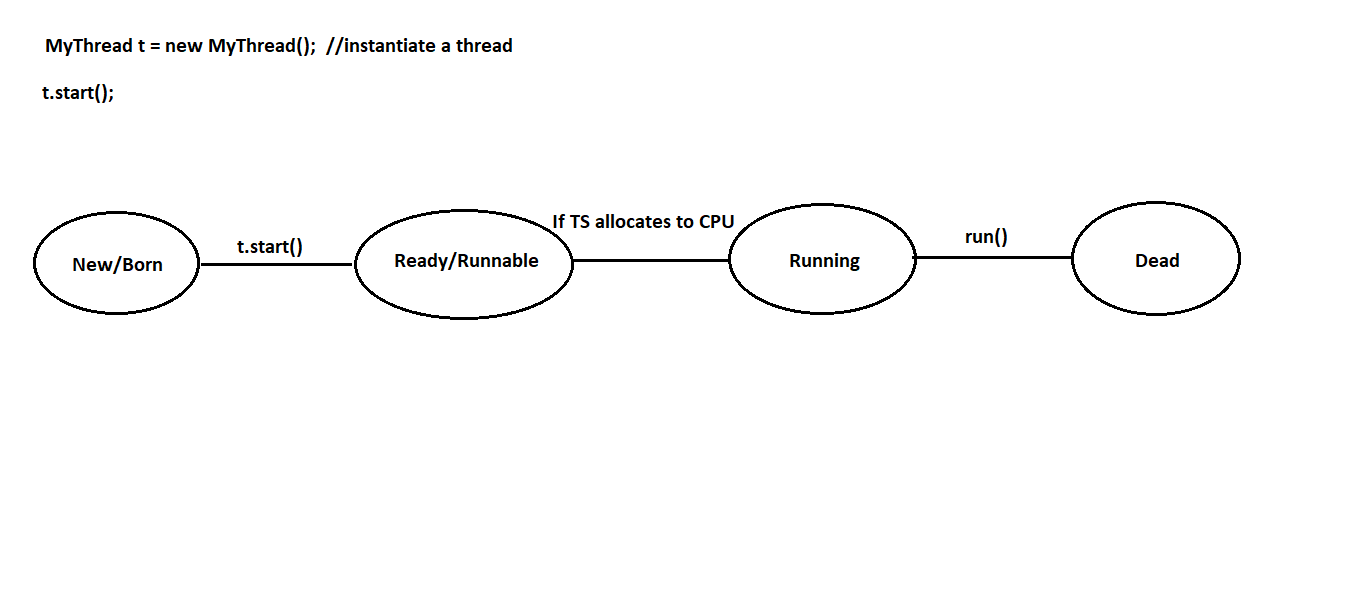 MyThread t = new MyThread();  //instantiate a thread
t.start();
If TS allocates to CPU
t.start()
run()
New/Born
Ready/Runnable
Running
Dead